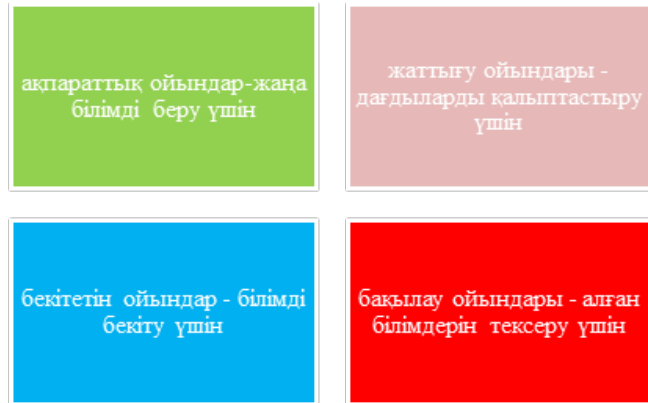 ақпараттық ойындар-жаңа
білімді беру үшін
жаттығу ойындары -
дағдыларды қалыптастыру
үшін
бекітетін ойындар - білімді
бекіту үшін
бақылау ойындары - алған
білімдерін тексеру үшін